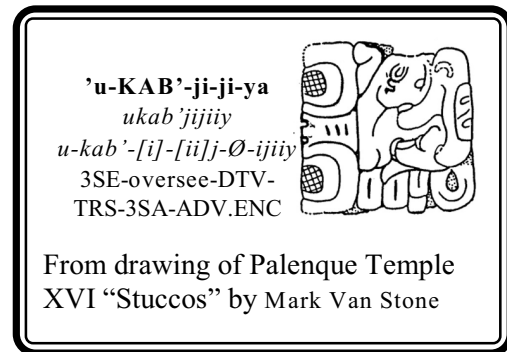 ’u-KAB’-ji-ji-ya
ukab’jijiiy
u-kab’-[i]-[ii]j-Ø-ijiiy
3SE-oversee-DTV-
TRS-3SA-ADV.ENC
From drawing of Palenque Temple
XVI “Stuccos” by Mark Van Stone